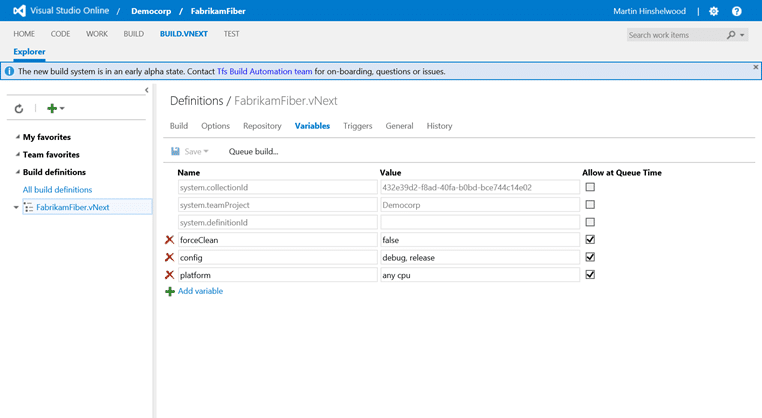 Visual Studio Online / Democorp / FabrikamFiber Martin Hinshelwood
HOME CODE WORK BUILD BUILD.VNEXT TEST Search work items
Explorer
The new build system is in an early alpha state. Contact Tfs Build Automation team for on-boarding, questions or issues.
Definitions / FabrikamFiber.vNext
Build Options Repository Variables Triggers General History
Save Queue build...
My favorites
Team favorites
Build definitions
All build definitions
FabrikamFiber.vNext
Name Value Allow at Queue Time
system.collectionId 432e39d2-f8ad-40fa-b0bd-bce744c14e02
system.teamProject Democorp
system.definitionId
forceClean false
config debug, release
platform any cpu
Add variable